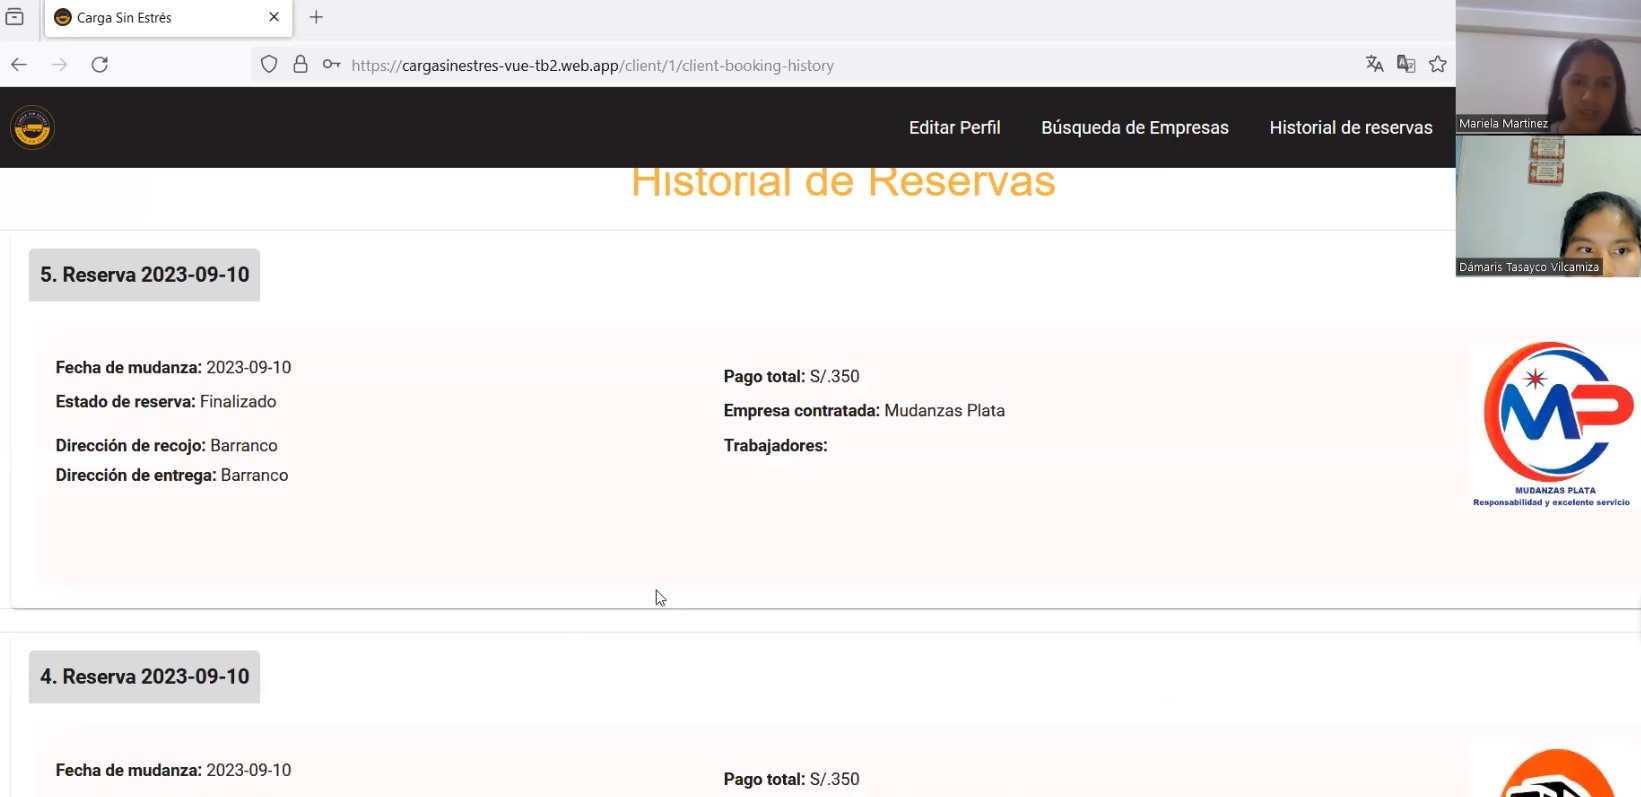 Carga Sin Estrés
https://cargasinestres-vue-tb2.web.app/client/1/client-booking-history
Editar Perfil
Búsqueda de Empresas
Historial de reservas
Mariela Martinez
Dámaris Tasayco Vilcamiza
Historial de Reservas
5. Reserva 2023-09-10
Fecha de mudanza: 2023-09-10
Estado de reserva: Finalizado
Dirección de recojo: Barranco
Dirección de entrega: Barranco
Pago total: S/.350
Empresa contratada: Mudanzas Plata
Trabajadores:
MP
MUDANZAS PLATA
Responsabilidad y excelente servicio
4. Reserva 2023-09-10
Fecha de mudanza: 2023-09-10
Pago total: S/.350